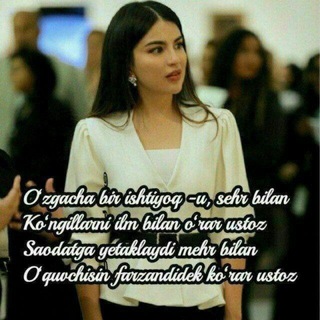 O'zgacha bir ishtiyoq -u, sehr bilan
Ko'ngillarni ilm bilan o'rar ustoz
Saodatga yetaklaydi mehr bilan
O'quvchisin farzandidek ko'rar ustoz